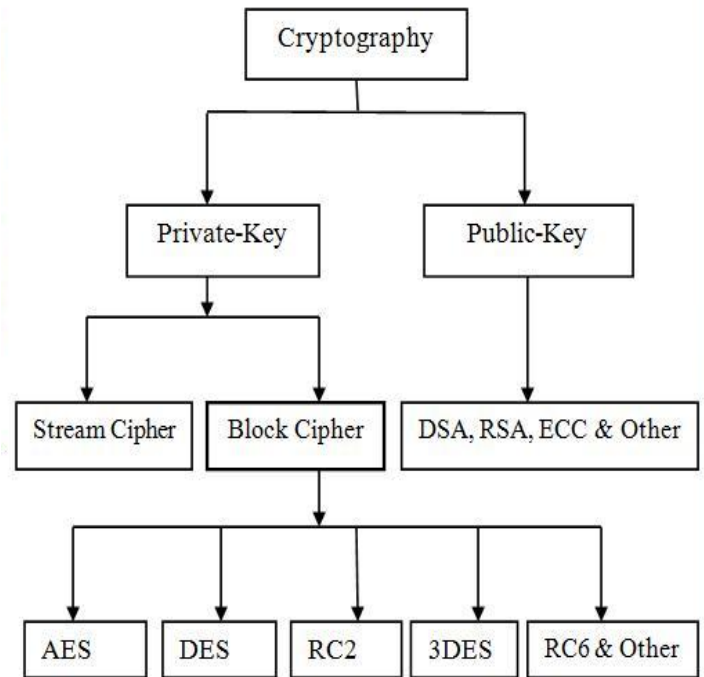 Cryptography
Private-Key
Public-Key
Stream Cipher
Block Cipher
DSA, RSA, ECC & Other
AES
DES
RC2
3DES
RC6 & Other